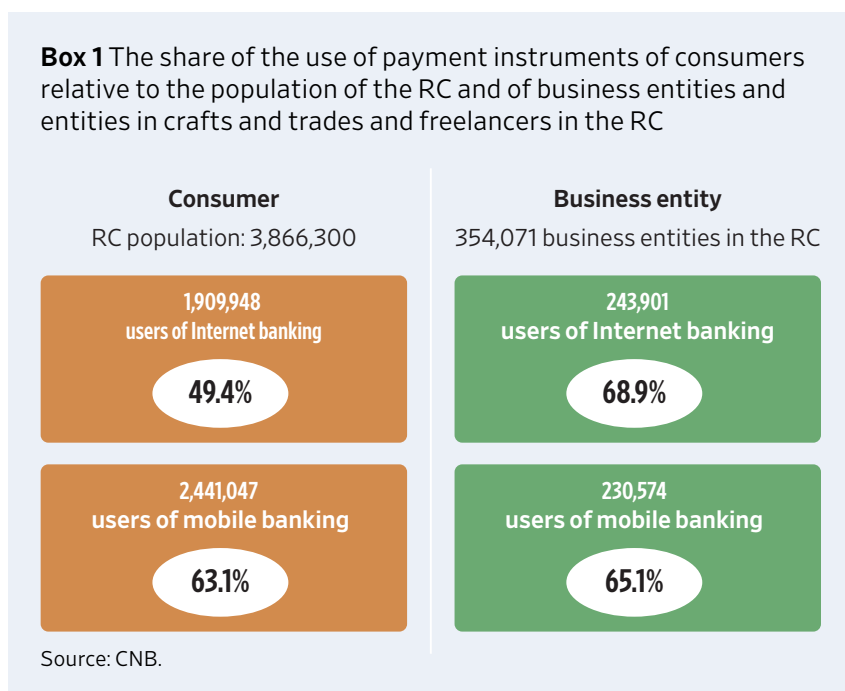 Box 1 The share of the use of payment instruments of consumers
relative to the population of the RC and of business entities and
entities in crafts and trades and freelancers in the RC
Consumer
RC population: 3,866,300
1,909,948
users of Internet banking
49.4%
2,441,047
users of mobile banking
63.1%
Business entity
354,071 business entities in the RC
243,901
users of Internet banking
68.9%
230,574
users of mobile banking
65.1%
Source: CNB.